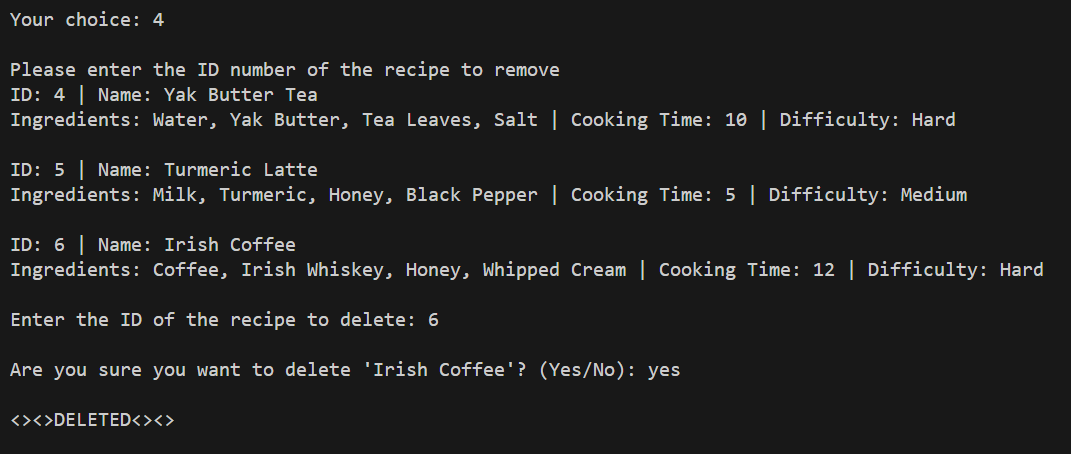 Your choice: 4
Please enter the ID number of the recipe to remove
ID: 4 | Name: Yak Butter Tea
Ingredients: Water, Yak Butter, Tea Leaves, Salt | Cooking Time: 10 | Difficulty: Hard
ID: 5 | Name: Turmeric Latte
Ingredients: Milk, Turmeric, Honey, Black Pepper | Cooking Time: 5 | Difficulty: Medium
ID: 6 | Name: Irish Coffee
Ingredients: Coffee, Irish Whiskey, Honey, Whipped Cream | Cooking Time: 12 | Difficulty: Hard
Enter the ID of the recipe to delete: 6
Are you sure you want to delete 'Irish Coffee'? (Yes/No): yes
<><>DELETED<><>